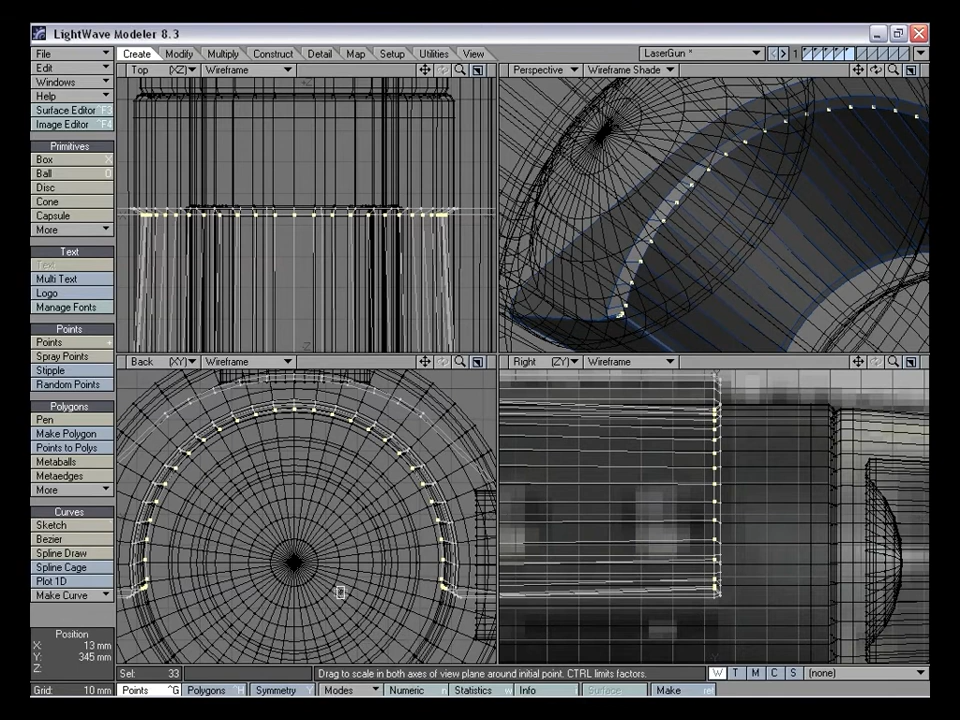 LightWave Modeler 8.3
File
Create Modify Multiply Construct Detail Map Setup Utilities View LaserGun * 1
Edit
Top (XZ) Wireframe Perspective Wireframe Shade
Windows
Help
Surface Editor ^F3
Image Editor ^F4
Primitives
Box X
Ball O
Disc
Cone
Capsule
More
Text
Text
Multi Text
Logo
Manage Fonts
Points
Points +
Spray Points
Stipple
Back (XY) Wireframe Right (ZY) Wireframe
Random Points
Polygons
Pen
Make Polygon
Points to Polys
Metaballs
Metaedges
More
Curves
Sketch
Bezier
Spline Draw
Spline Cage
Plot 1D
Make Curve
Position
X: 13 mm
Y: 345 mm
Z:
Sel: 33 Drag to scale in both axes of view plane around initial point. CTRL limits factors. W T M C S (none)
Grid: 10 mm Points ^G Polygons ^H Symmetry Y Modes Numeric n Statistics w Info i Surface Make ret